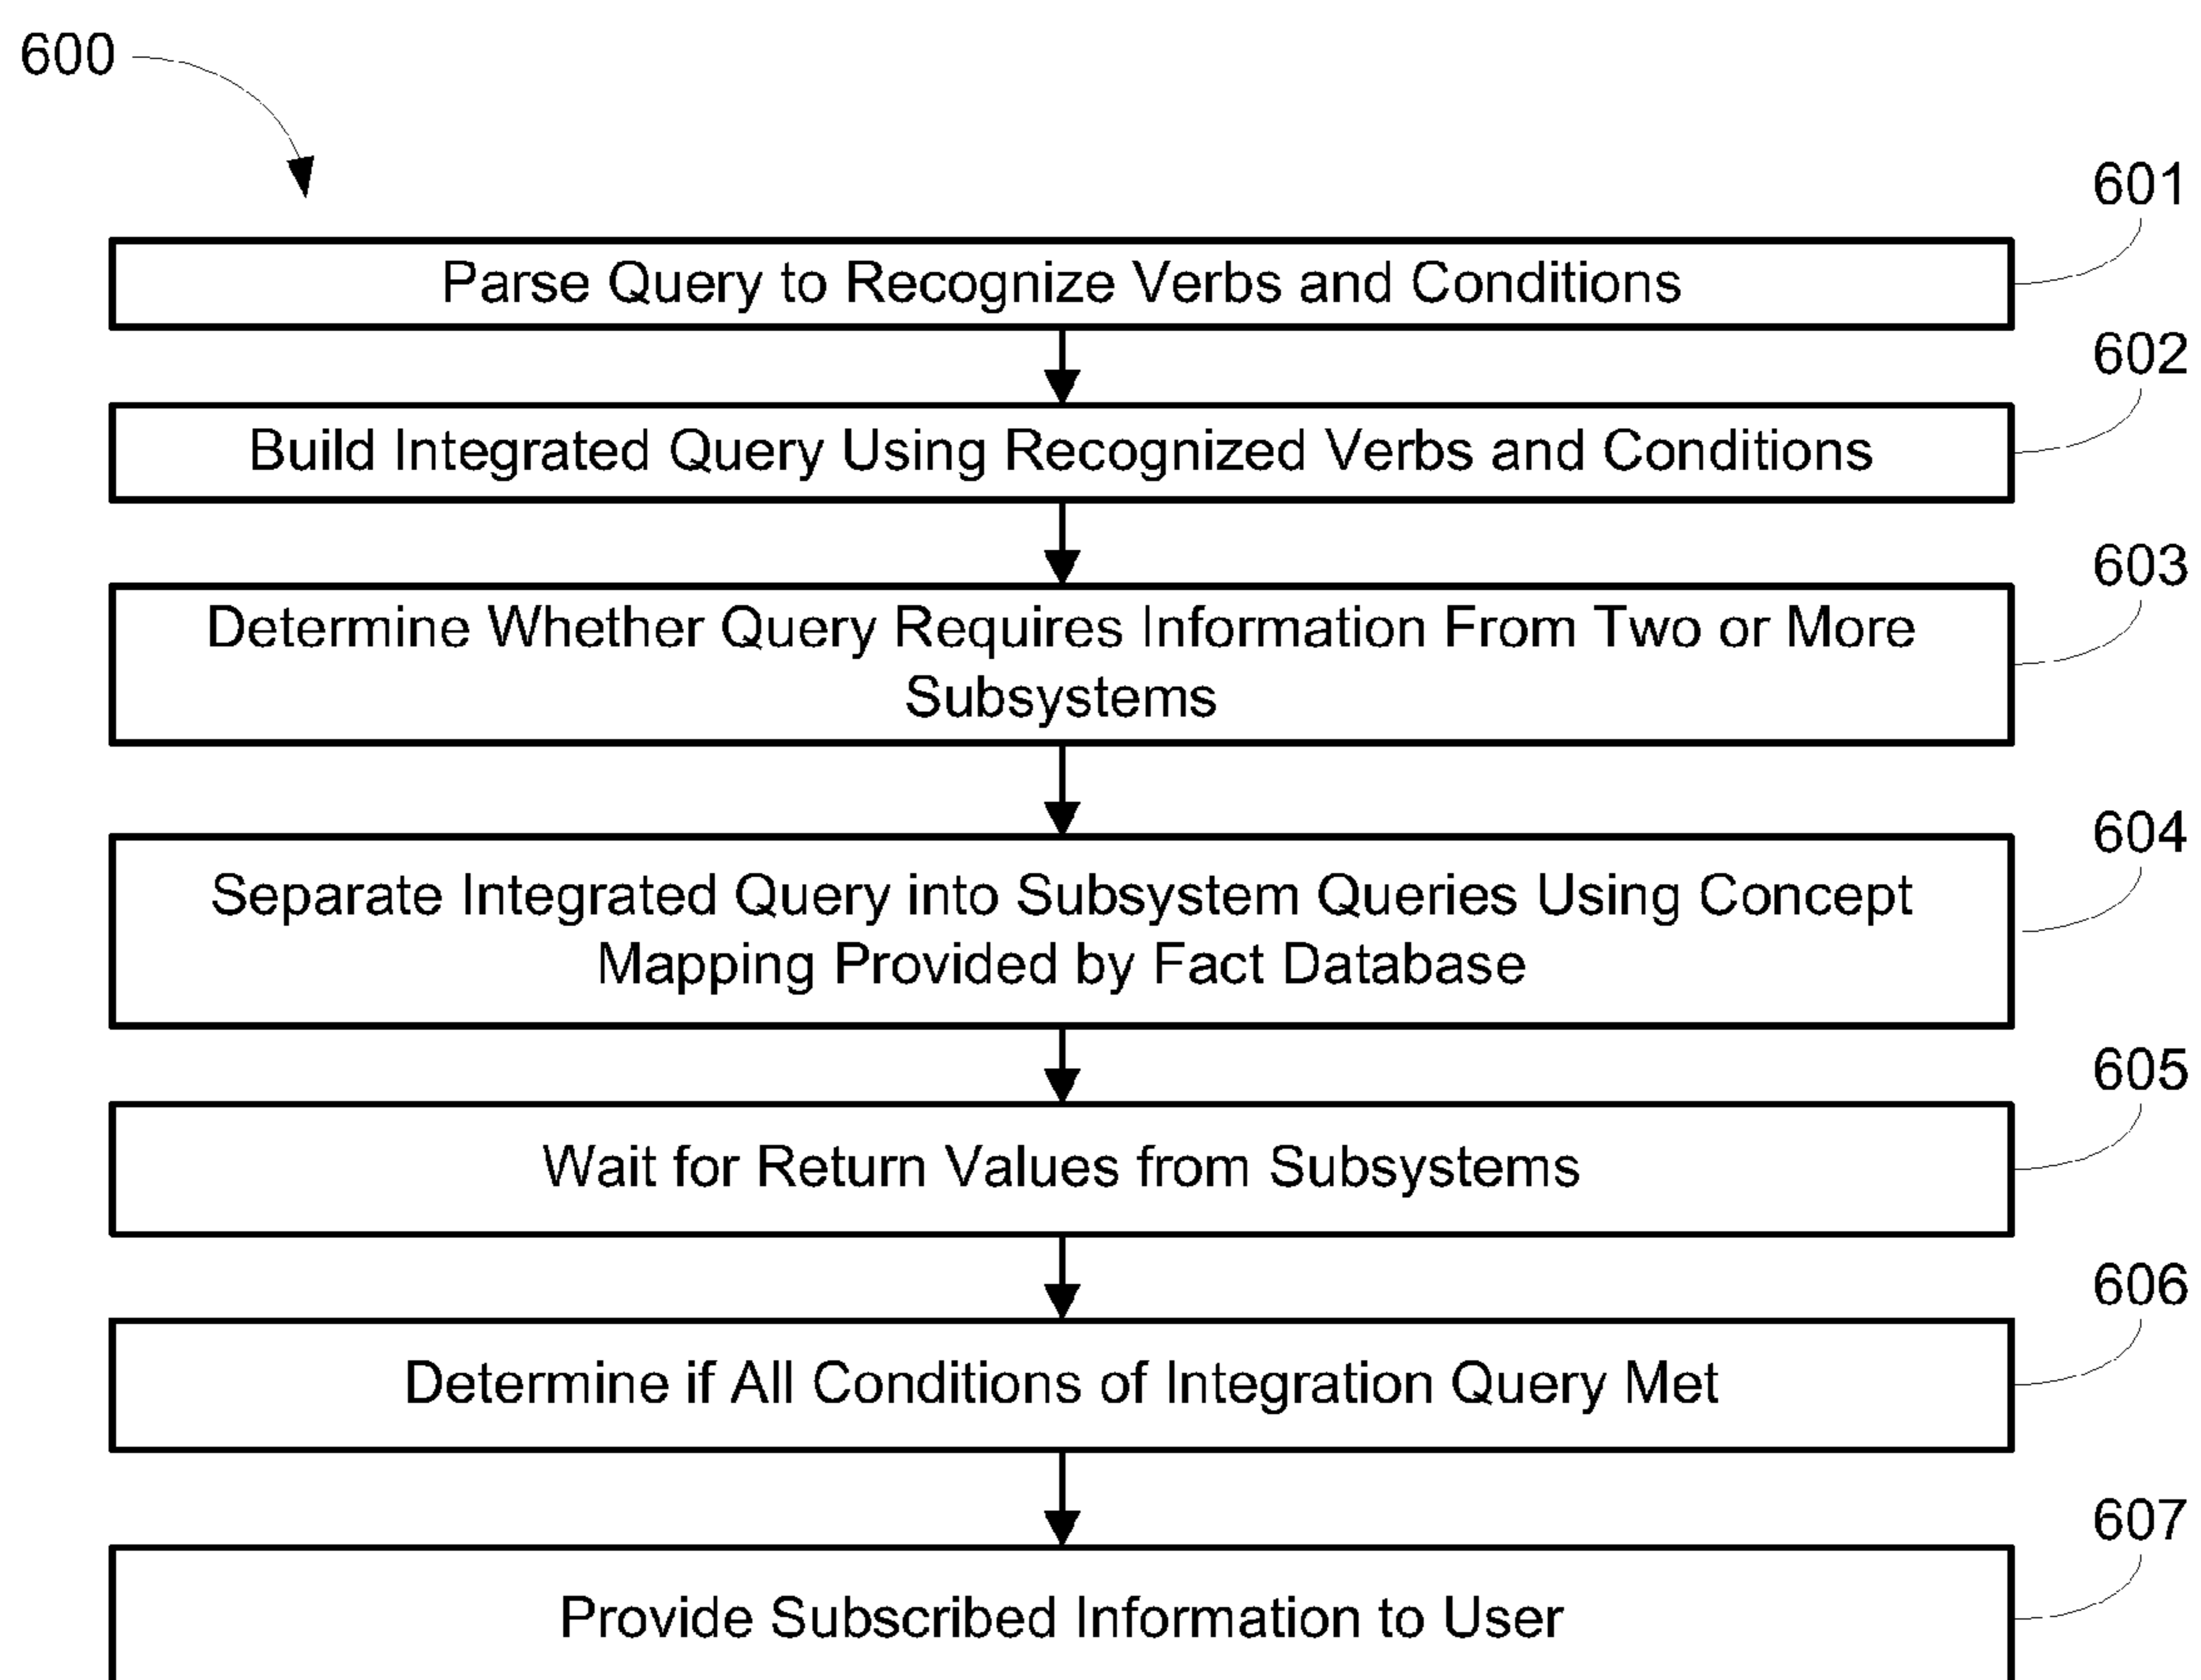 600
601
Parse Query to Recognize Verbs and Conditions
602
Build Integrated Query Using Recognized Verbs and Conditions
603
Determine Whether Query Requires Information From Two or More
Subsystems
604
Separate Integrated Query into Subsystem Queries Using Concept
Mapping Provided by Fact Database
605
Wait for Return Values from Subsystems
606
Determine if All Conditions of Integration Query Met
607
Provide Subscribed Information to User